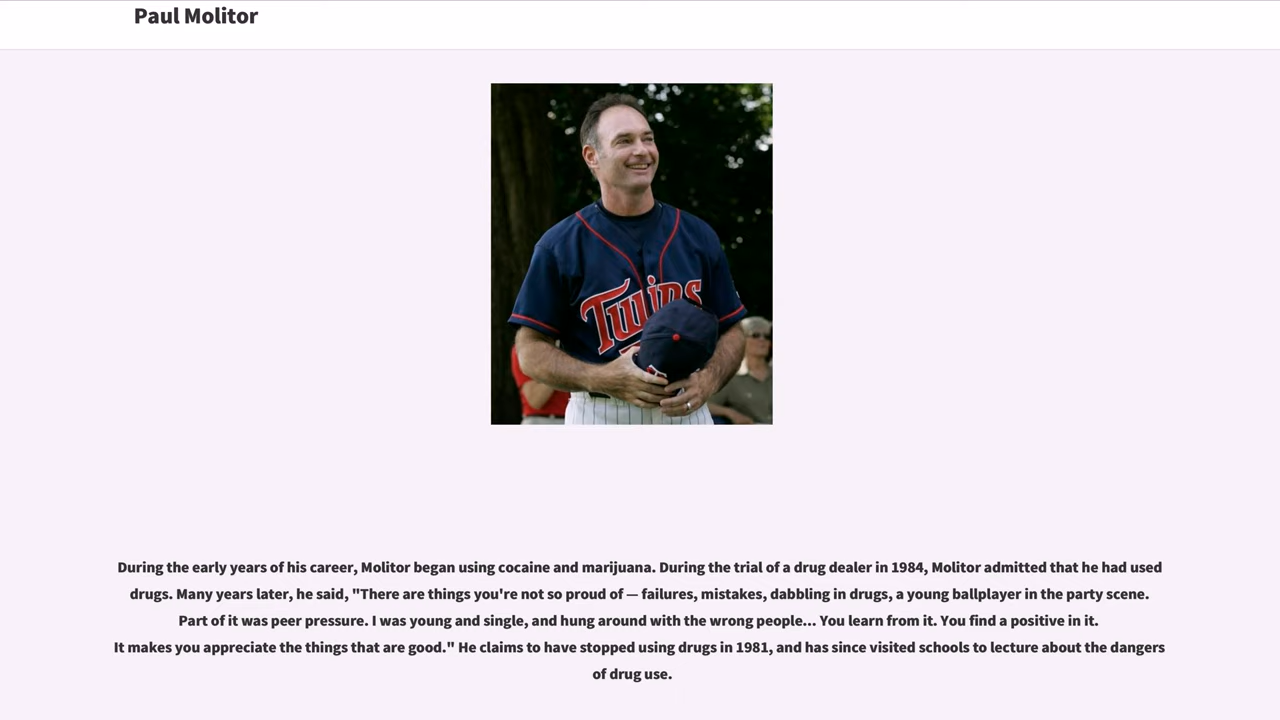 Paul Molitor
Twins
During the early years of his career, Molitor began using cocaine and marijuana. During the trial of a drug dealer in 1984, Molitor admitted that he had used
drugs. Many years later, he said, "There are things you're not so proud of — failures, mistakes, dabbling in drugs, a young ballplayer in the party scene.
Part of it was peer pressure. I was young and single, and hung around with the wrong people... You learn from it. You find a positive in it.
It makes you appreciate the things that are good." He claims to have stopped using drugs in 1981, and has since visited schools to lecture about the dangers
of drug use.